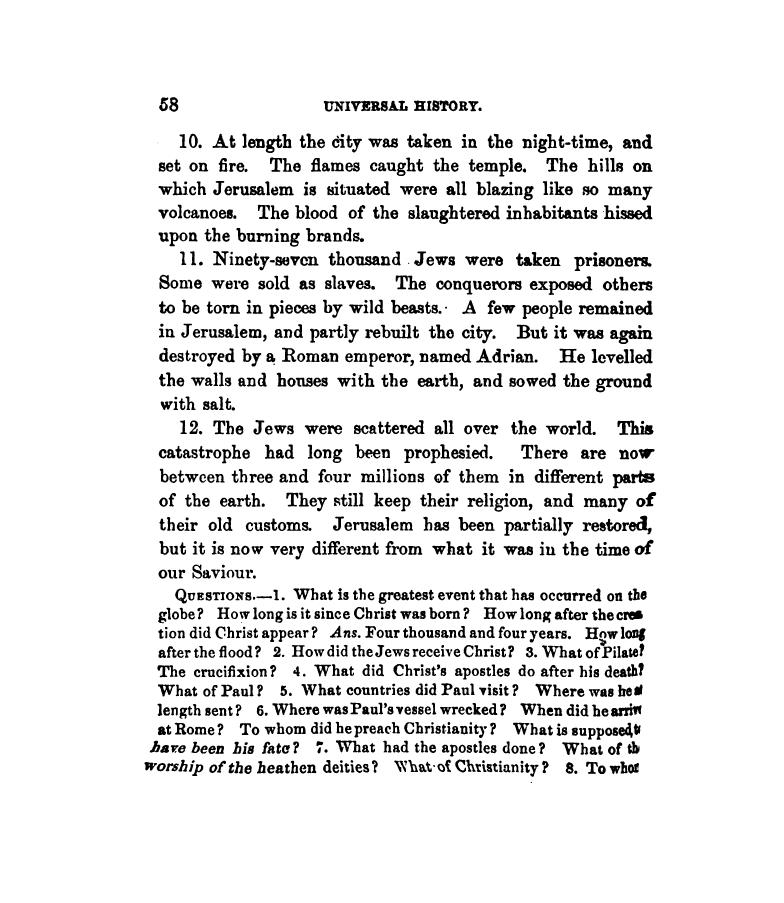 58 UNIVERSAL HISTORY.
10. At length the city was taken in the night-time, and
set on fire. The flames caught the temple. The hills on
which Jerusalem is situated were all blazing like so many
volcanoes. The blood of the slaughtered inhabitants hissed
upon the burning brands.
11. Ninety-seven thousand Jews were taken prisoners.
Some were sold as slaves. The conquerors exposed others
to be torn in pieces by wild beasts. A few people remained
in Jerusalem, and partly rebuilt the city. But it was again
destroyed by a Roman emperor, named Adrian. He levelled
the walls and houses with the earth, and sowed the ground
with salt.
12. The Jews were scattered all over the world. This
catastrophe had long been prophesied. There are now
between three and four millions of them in different parts
of the earth. They still keep their religion, and many of
their old customs. Jerusalem has been partially restored,
but it is now very different from what it was in the time of
our Saviour.
QUESTIONS.—1. What is the greatest event that has occurred on the
globe? How long is it since Christ was born? How long after the crea
tion did Christ appear? Ans. Four thousand and four years. How long
after the flood? 2. How did the Jews receive Christ? 3. What of Pilate?
The crucifixion? 4. What did Christ's apostles do after his death?
What of Paul? 5. What countries did Paul visit? Where was he at
length sent? 6. Where was Paul's vessel wrecked? When did he arrive
at Rome? To whom did he preach Christianity? What is supposed to
have been his fate? 7. What had the apostles done? What of the
worship of the heathen deities? What of Christianity? 8. To whom